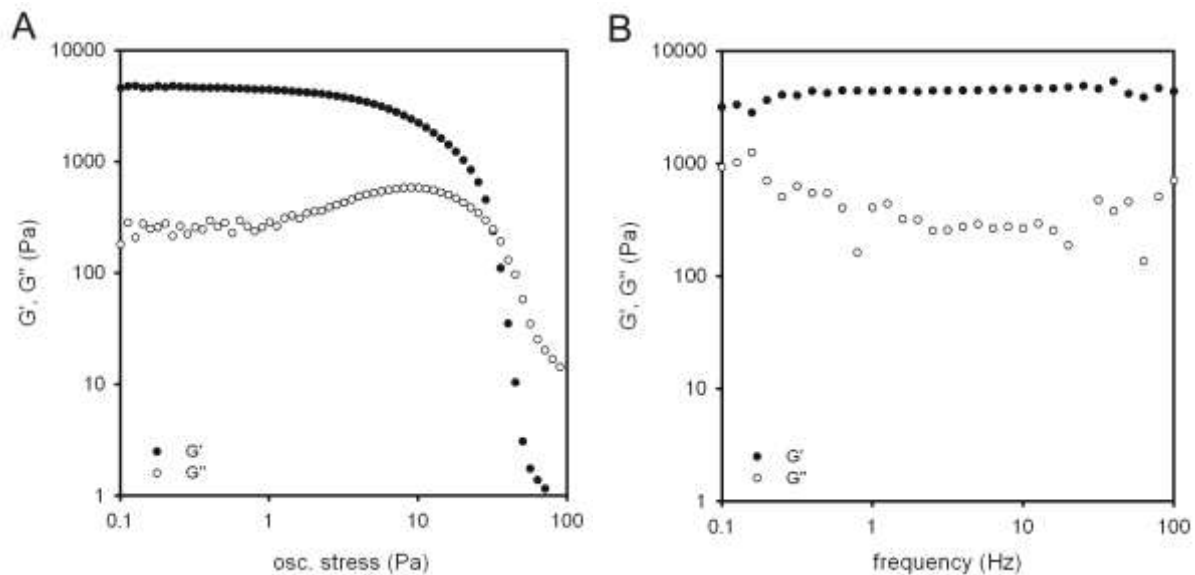 A
10000
1000
100
10
1
G', G" (Pa)
G'
G"
0.1 1 10 100
osc. stress (Pa)
B
10000
1000
100
10
1
G', G" (Pa)
G'
G"
0.1 1 10 100
frequency (Hz)